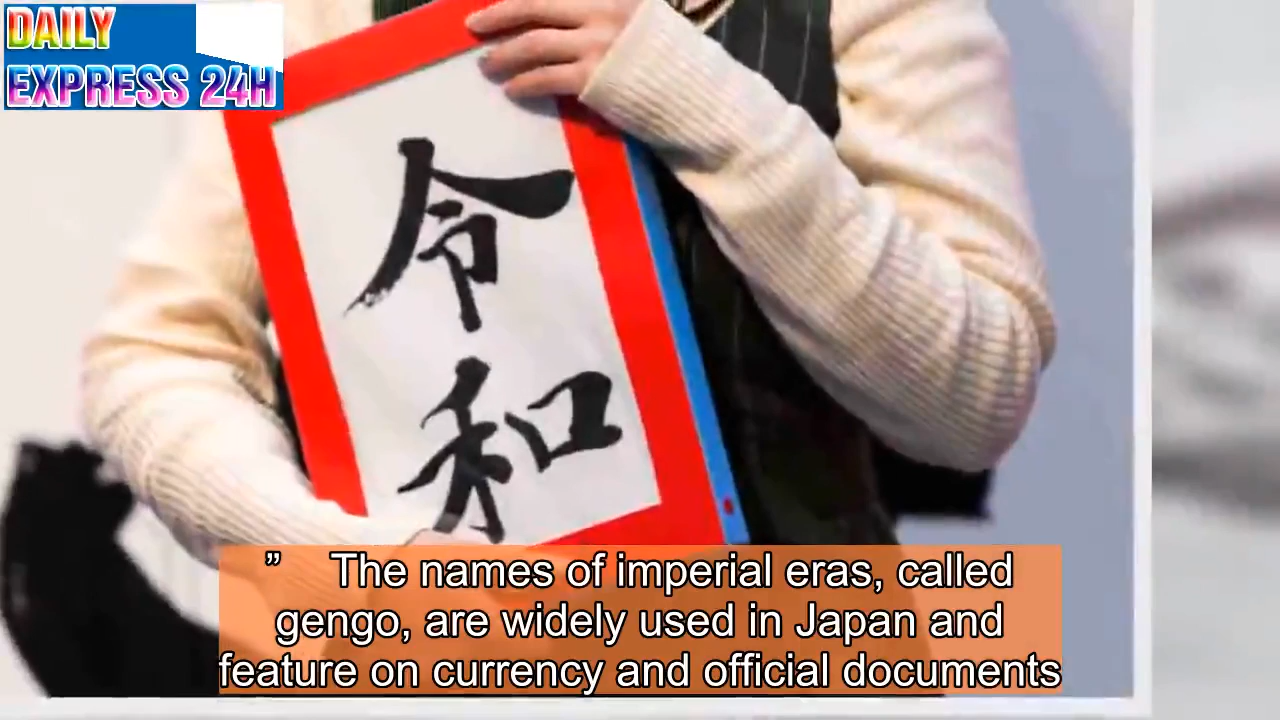 DAILY
EXPRESS 24H
令
和
” The names of imperial eras, called
gengo, are widely used in Japan and
feature on currency and official documents